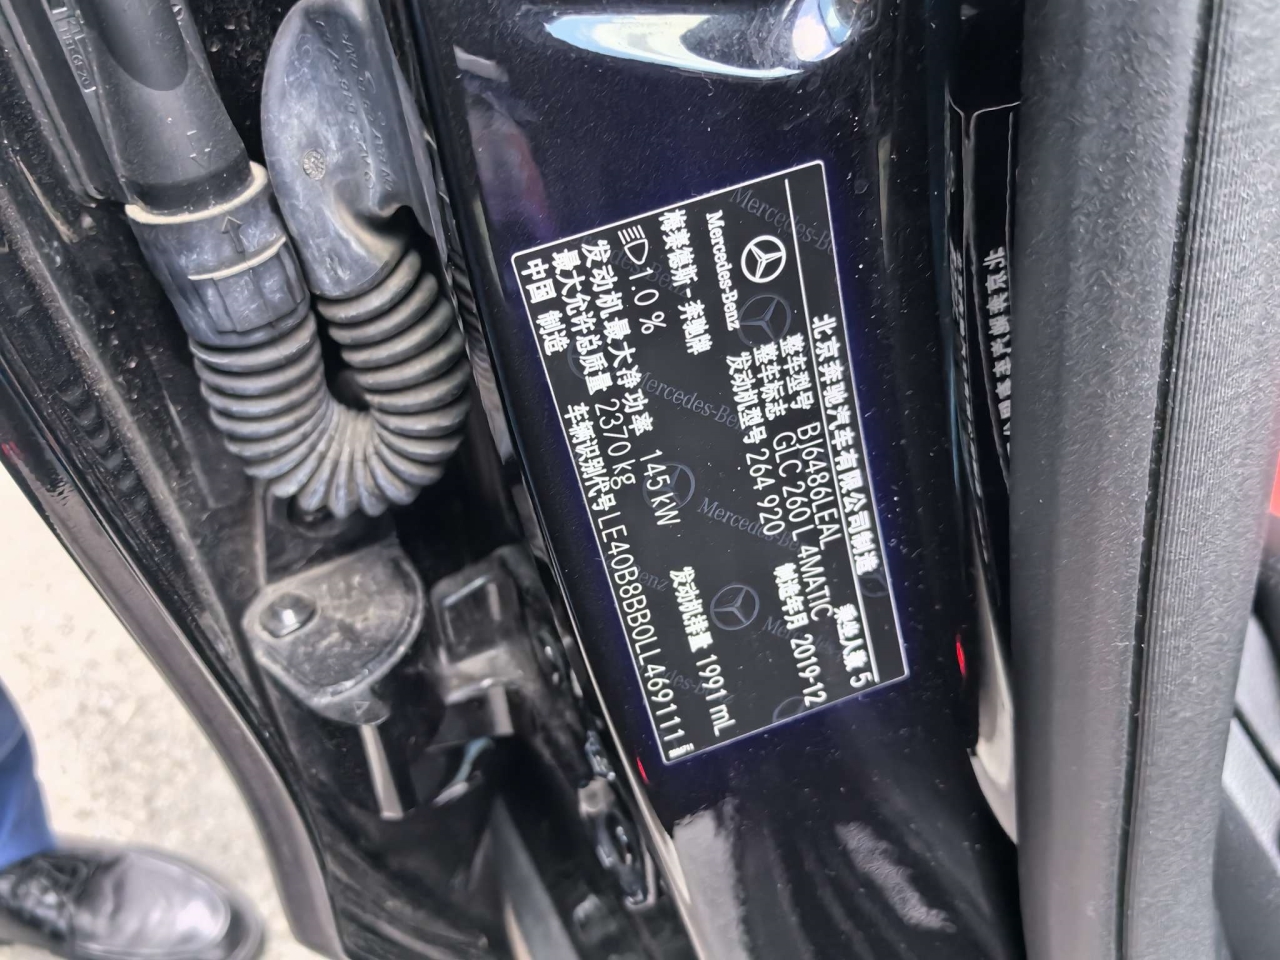 北京奔驰汽车有限公司制造
Mercedes-Benz
梅赛德斯-奔驰牌
整车型号 BJ6486LEAL 乘坐人数 5
整车标志 GLC 260 L 4MATIC
发动机型号 264 920 制造年月 2019-12
1.0 %
发动机最大净功率 145 kW 发动机排量 1991 mL
最大允许总质量 2370 kg
中国 制造 车辆识别代号 LE40B8BB0LL469111